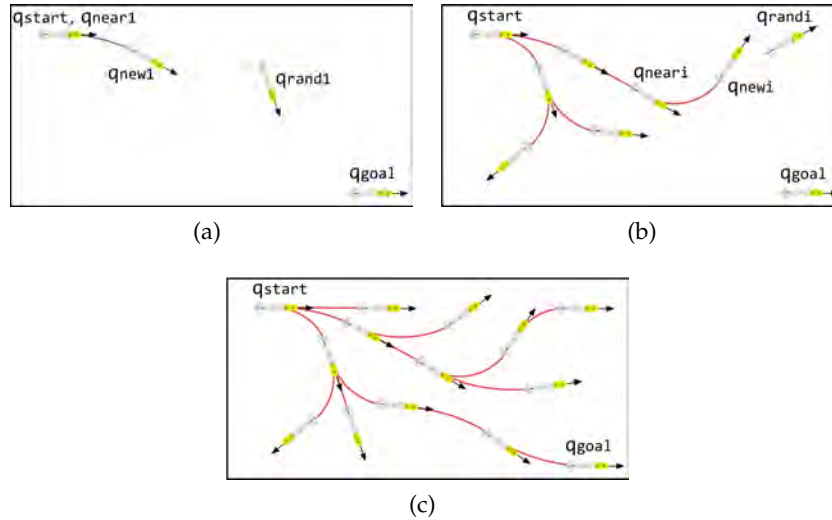 qstart, qnear1
qnew1
qrand1
qgoal
(a)
qstart
qrandi
qneari
qnewi
qgoal
(b)
qstart
qgoal
(c)